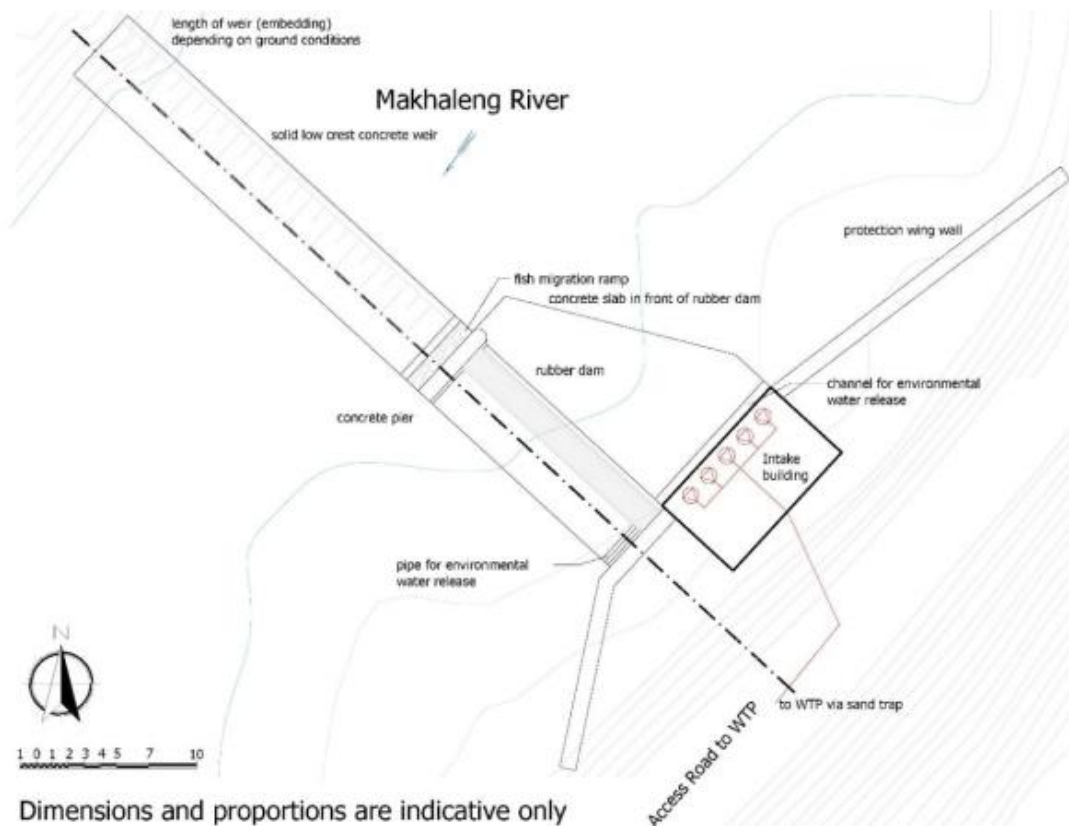 length of weir (embedding)
depending on ground conditions
Makhaleng River
solid low crest concrete weir
protection wing wall
fish migration ramp
concrete slab in front of rubber dam
rubber dam
channel for environmental
water release
concrete pier
Intake
building
pipe for environmental
water release
N
to WTP via sand trap
Access Road to WTP
1 0 1 2 3 4 5 7 10
Dimensions and proportions are indicative only